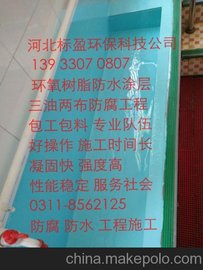 河北标盈环保科技公司
139 3307 0807
环氧树脂防水涂层
三油两布防腐工程
包工包料 专业队伍
好操作 施工时间长
凝固快 强度高
性能稳定 服务社会
0311-8562125
防腐 防水 工程施工
china.makepolo.com